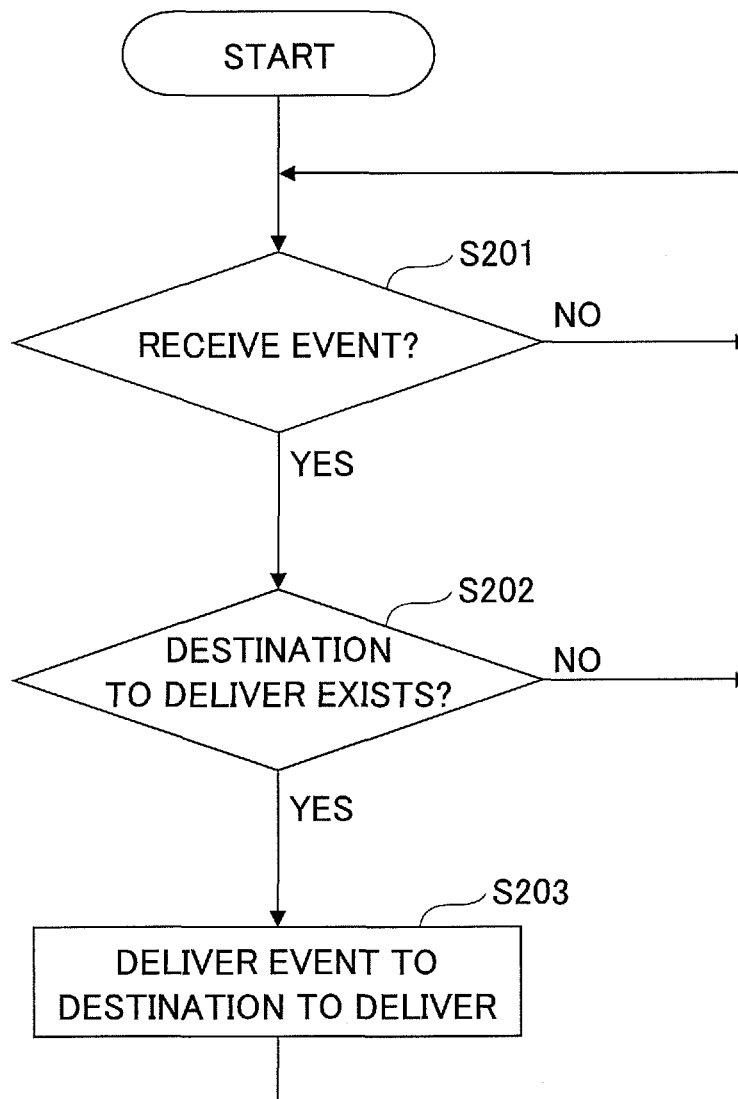 START
S201
RECEIVE EVENT?
NO
YES
S202
DESTINATION
TO DELIVER EXISTS?
NO
YES
S203
DELIVER EVENT TO
DESTINATION TO DELIVER